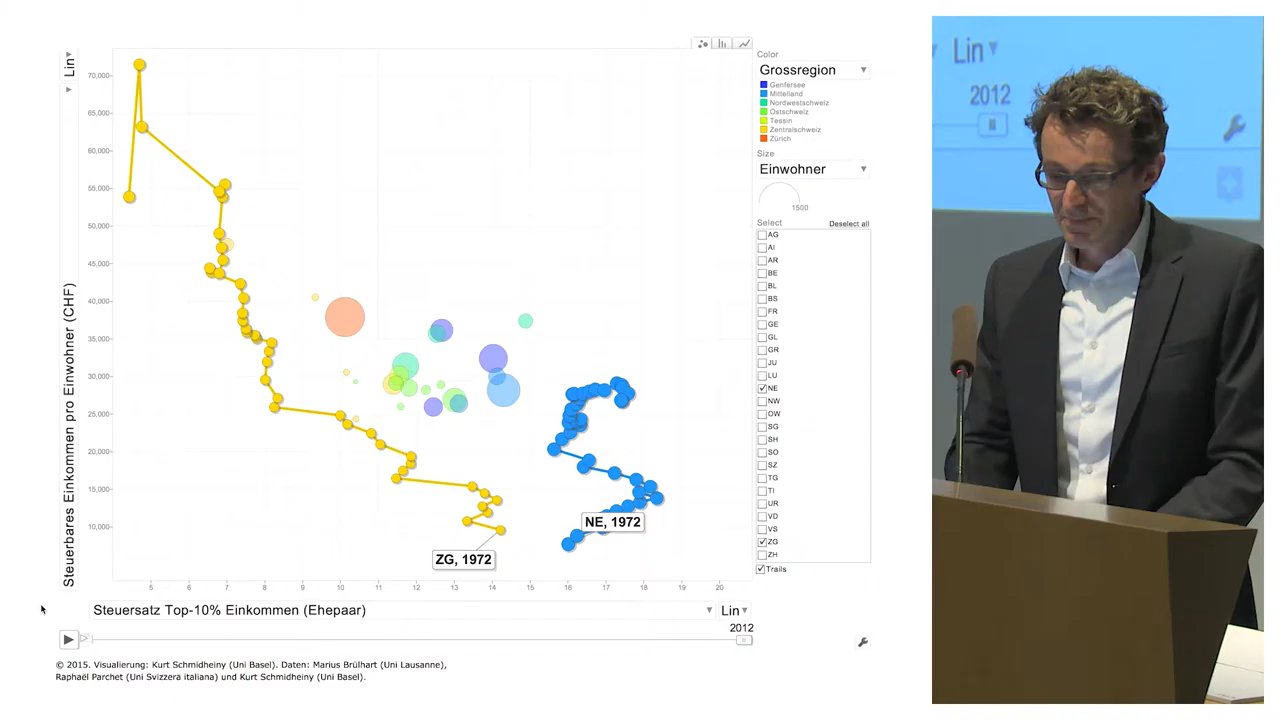 Lin
Steuerbares Einkommen pro Einwohner (CHF)
70,000
65,000
60,000
55,000
50,000
45,000
40,000
35,000
30,000
25,000
20,000
15,000
10,000
ZG, 1972
NE, 1972
5
6
7
8
9
10
11
12
13
14
15
16
17
18
19
20
Steuersatz Top-10% Einkommen (Ehepaar)
Lin
2012
Color
Grossregion
Genfersee
Mittelland
Nordwestschweiz
Ostschweiz
Tessin
Zentralschweiz
Zürich
Size
Einwohner
1500
Select
Deselect all
AG
AI
AR
BE
BL
BS
FR
GE
GL
GR
JU
LU
NE
NW
OW
SG
SH
SO
SZ
TG
TI
UR
VD
VS
ZG
ZH
Trails
© 2015. Visualierung: Kurt Schmidheiny (Uni Basel). Daten: Marius Brülhart (Uni Lausanne),
Raphaël Parchet (Uni Svizzera italiana) und Kurt Schmidheiny (Uni Basel).
Lin
2012